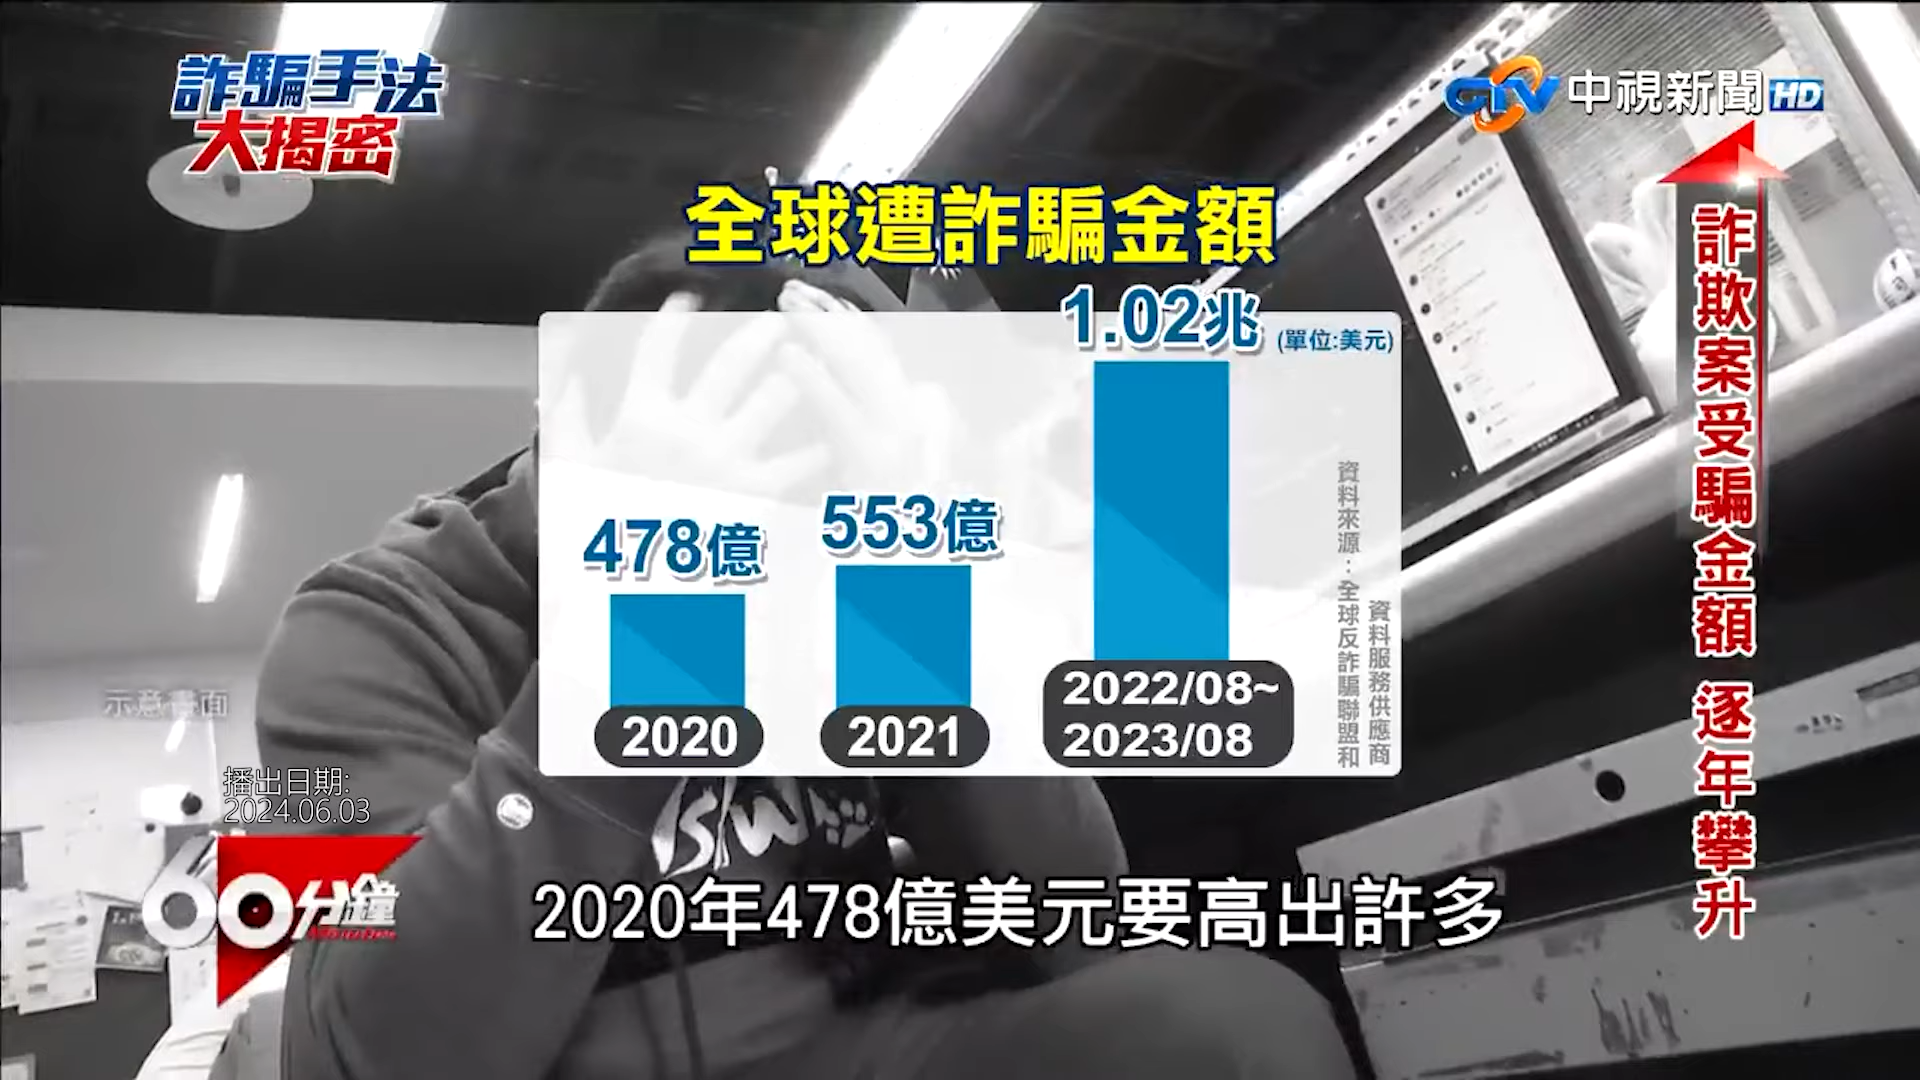 詐騙手法
大揭密
CTV 中視新聞 HD
全球遭詐騙金額
478億
553億
1.02兆
(單位:美元)
2020
2021
2022/08~
2023/08
資料來源:全球反詐騙聯盟和
資料服務供應商
詐欺案受騙金額 逐年攀升
示意畫面
播出日期:
2024.06.03
60分鐘
2020年478億美元要高出許多